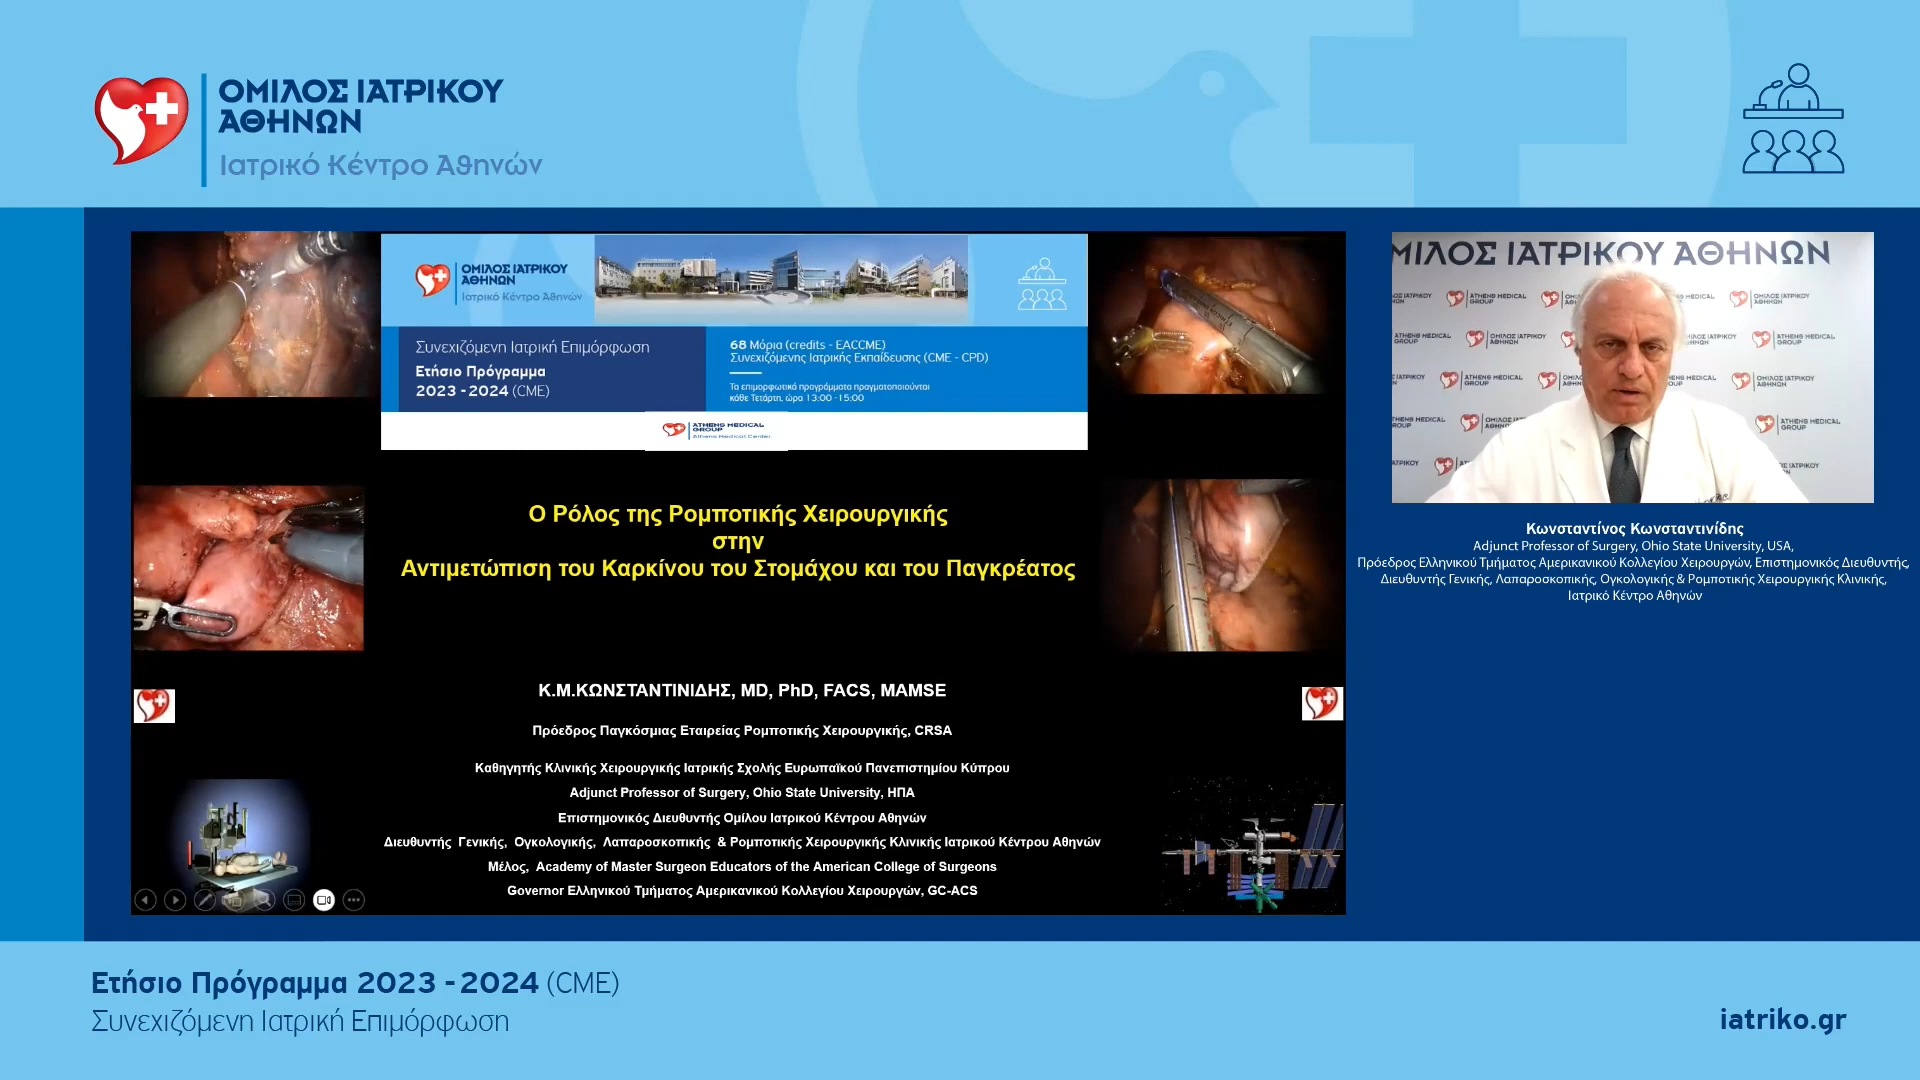 ΟΜΙΛΟΣ ΙΑΤΡΙΚΟΥ
ΑΘΗΝΩΝ
Ιατρικό Κέντρο Αθηνών
ΟΜΙΛΟΣ ΙΑΤΡΙΚΟΥ
ΑΘΗΝΩΝ
Ιατρικό Κέντρο Αθηνών
Συνεχιζόμενη Ιατρική Επιμόρφωση
Ετήσιο Πρόγραμμα
2023 - 2024 (CME)
68 Μόρια (credits - EACCME)
Συνεχιζόμενης Ιατρικής Εκπαίδευσης (CME - CPD)
Τα επιμορφωτικά προγράμματα πραγματοποιούνται
κάθε Τετάρτη, ώρα 13:00 -15:00
ATHENS MEDICAL
GROUP
Athens Medical Center
Ο Ρόλος της Ρομποτικής Χειρουργικής
στην
Αντιμετώπιση του Καρκίνου του Στομάχου και του Παγκρέατος
Κ.Μ.ΚΩΝΣΤΑΝΤΙΝΙΔΗΣ, MD, PhD, FACS, MAMSE
Πρόεδρος Παγκόσμιας Εταιρείας Ρομποτικής Χειρουργικής, CRSA
Καθηγητής Κλινικής Χειρουργικής Ιατρικής Σχολής Ευρωπαϊκού Πανεπιστημίου Κύπρου
Adjunct Professor of Surgery, Ohio State University, ΗΠΑ
Επιστημονικός Διευθυντής Ομίλου Ιατρικού Κέντρου Αθηνών
Διευθυντής Γενικής, Ογκολογικής, Λαπαροσκοπικής & Ρομποτικής Χειρουργικής Κλινικής Ιατρικού Κέντρου Αθηνών
Μέλος, Academy of Master Surgeon Educators of the American College of Surgeons
Governor Ελληνικού Τμήματος Αμερικανικού Κολλεγίου Χειρουργών, GC-ACS
ΜΙΛΟΣ ΙΑΤΡΙΚΟΥ ΑΘΗΝΩΝ
Κωνσταντίνος Κωνσταντινίδης
Adjunct Professor of Surgery, Ohio State University, USA,
Πρόεδρος Ελληνικού Τμήματος Αμερικανικού Κολλεγίου Χειρουργών, Επιστημονικός Διευθυντής,
Διευθυντής Γενικής, Λαπαροσκοπικής, Ογκολογικής & Ρομποτικής Χειρουργικής Κλινικής,
Ιατρικό Κέντρο Αθηνών
Ετήσιο Πρόγραμμα 2023 - 2024 (CME)
Συνεχιζόμενη Ιατρική Επιμόρφωση
iatriko.gr